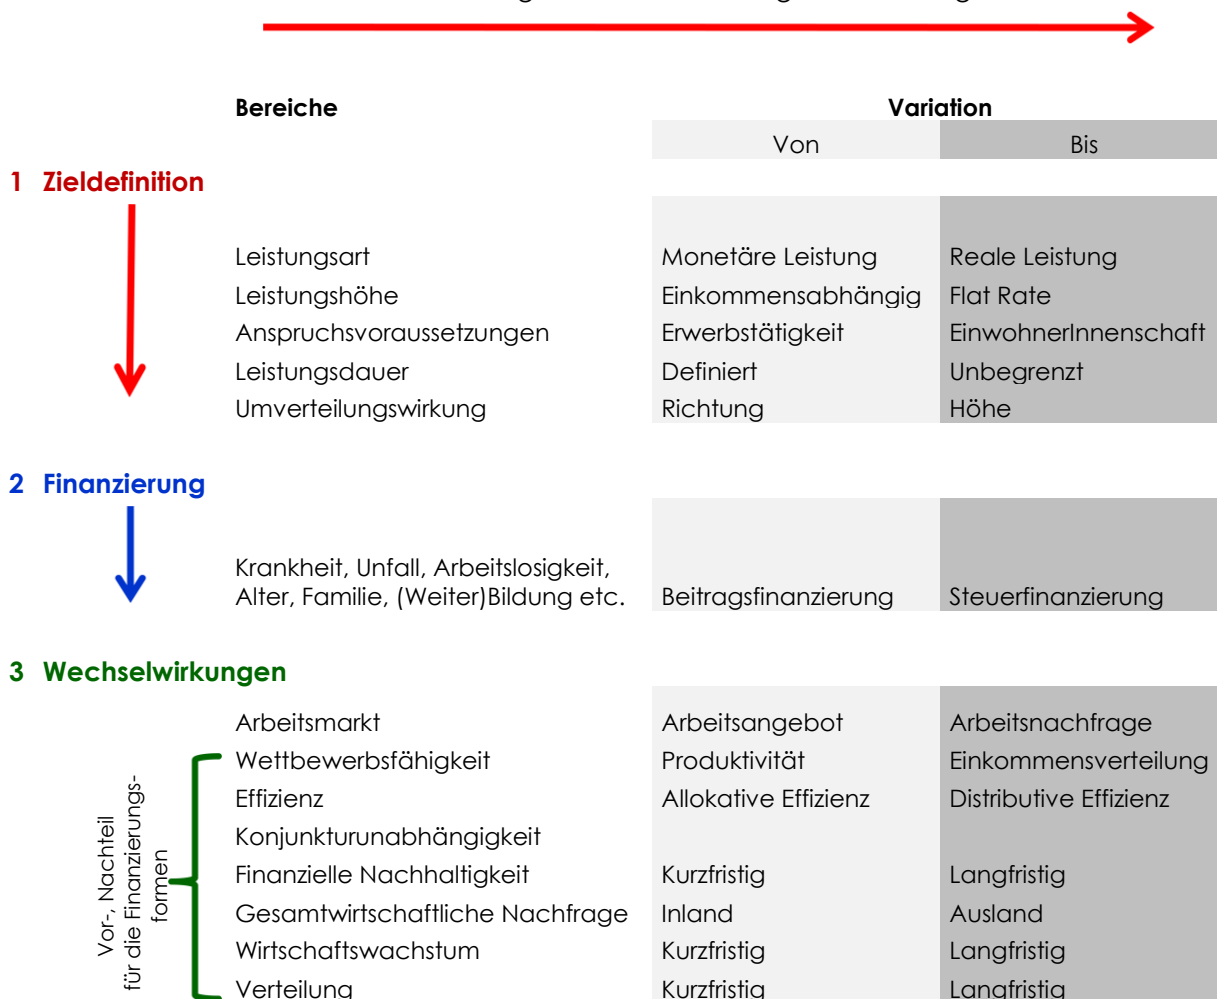 Bereiche Variation
Von Bis
1 Zieldefinition
Leistungsart Monetäre Leistung Reale Leistung
Leistungshöhe Einkommensabhängig Flat Rate
Anspruchsvoraussetzungen Erwerbstätigkeit EinwohnerInnenschaft
Leistungsdauer Definiert Unbegrenzt
Umverteilungswirkung Richtung Höhe
2 Finanzierung
Krankheit, Unfall, Arbeitslosigkeit,
Alter, Familie, (Weiter)Bildung etc. Beitragsfinanzierung Steuerfinanzierung
3 Wechselwirkungen
Arbeitsmarkt Arbeitsangebot Arbeitsnachfrage
Wettbewerbsfähigkeit Produktivität Einkommensverteilung
Effizienz Allokative Effizienz Distributive Effizienz
Konjunkturunabhängigkeit
Finanzielle Nachhaltigkeit Kurzfristig Langfristig
Gesamtwirtschaftliche Nachfrage Inland Ausland
Wirtschaftswachstum Kurzfristig Langfristig
Verteilung Kurzfristig Langfristig
Vor-, Nachteil
für die Finanzierungs-
formen